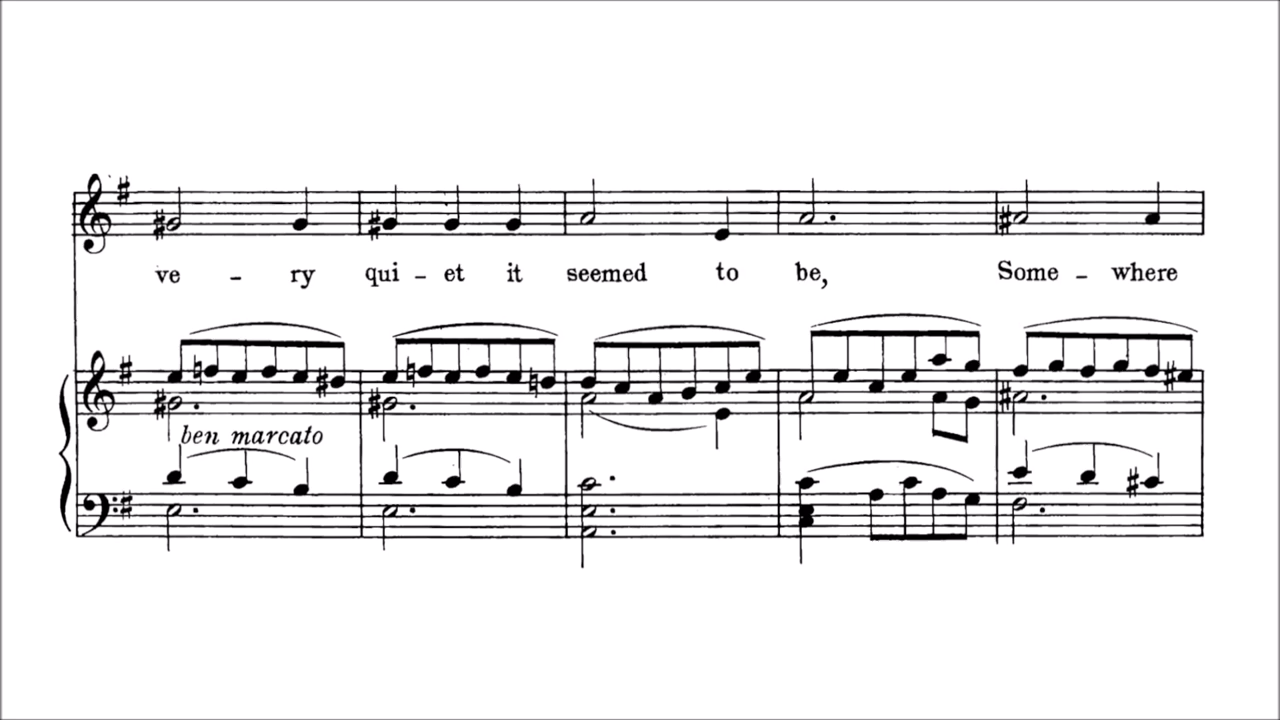 ve - ry qui - et it seemed to be, Some - where
ben marcato